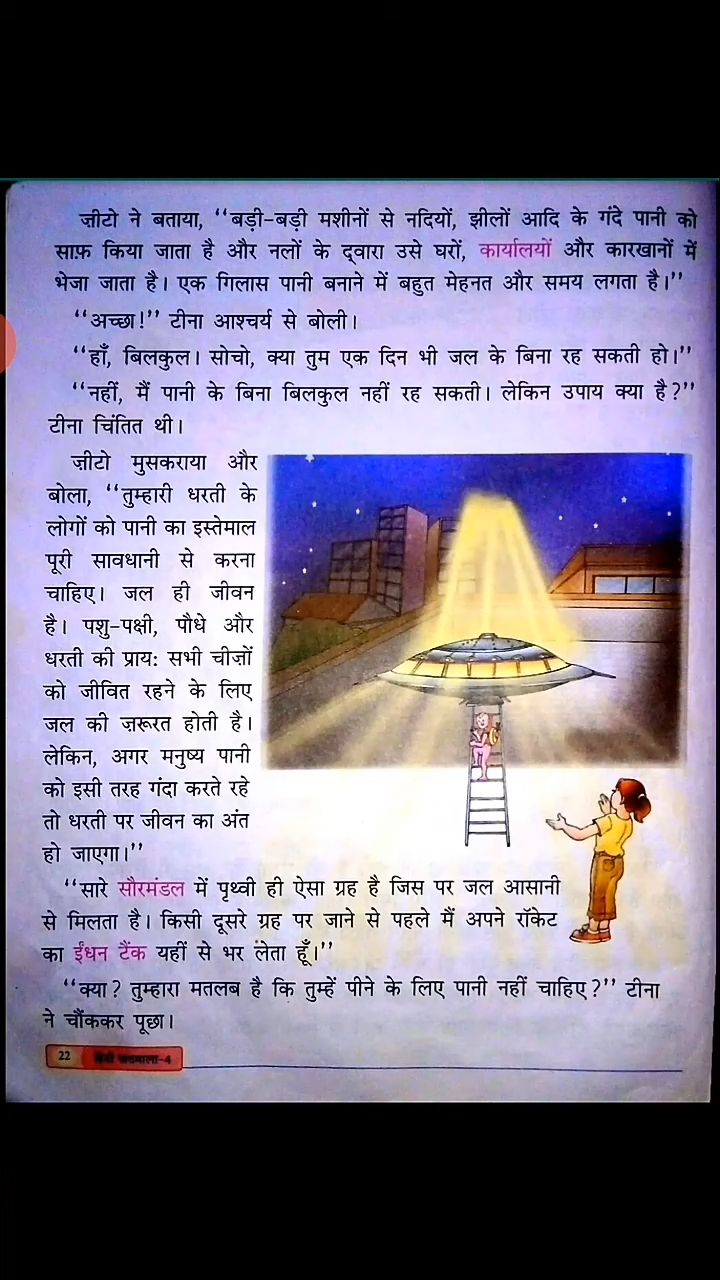 ज़ीटो ने बताया, ‘‘बड़ी-बड़ी मशीनों से नदियों, झीलों आदि के गंदे पानी को
साफ़ किया जाता है और नलों के द्वारा उसे घरों, कार्यालयों और कारखानों में
भेजा जाता है। एक गिलास पानी बनाने में बहुत मेहनत और समय लगता है।’’
‘‘अच्छा!’’ टीना आश्चर्य से बोली।
‘‘हाँ, बिलकुल। सोचो, क्या तुम एक दिन भी जल के बिना रह सकती हो।’’
‘‘नहीं, मैं पानी के बिना बिलकुल नहीं रह सकती। लेकिन उपाय क्या है?’’
टीना चिंतित थी।
ज़ीटो मुसकराया और
बोला, ‘‘तुम्हारी धरती के
लोगों को पानी का इस्तेमाल
पूरी सावधानी से करना
चाहिए। जल ही जीवन
है। पशु-पक्षी, पौधे और
धरती की प्राय: सभी चीज़ों
को जीवित रहने के लिए
जल की ज़रूरत होती है।
लेकिन, अगर मनुष्य पानी
को इसी तरह गंदा करते रहे
तो धरती पर जीवन का अंत
हो जाएगा।’’
‘‘सारे सौरमंडल में पृथ्वी ही ऐसा ग्रह है जिस पर जल आसानी
से मिलता है। किसी दूसरे ग्रह पर जाने से पहले मैं अपने रॉकेट
का ईंधन टैंक यहीं से भर लेता हूँ।’’
‘‘क्या? तुम्हारा मतलब है कि तुम्हें पीने के लिए पानी नहीं चाहिए?’’ टीना
ने चौंककर पूछा।
22 हिंदी पाठमाला-4